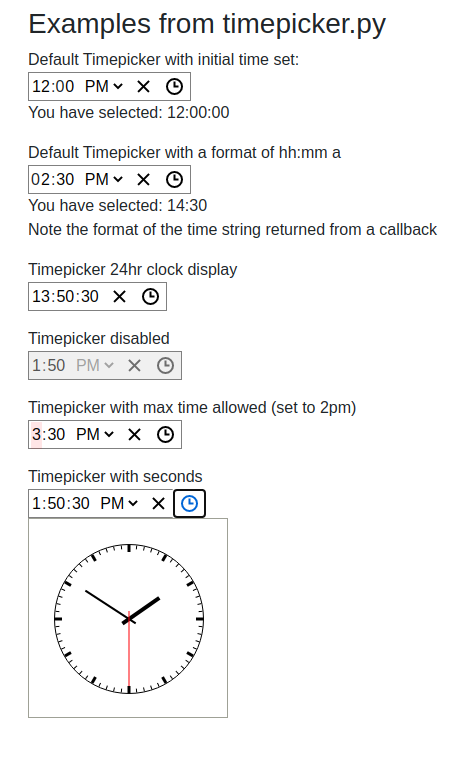 Examples from timepicker.py
Default Timepicker with initial time set:
12:00 PM
You have selected: 12:00:00
Default Timepicker with a format of hh:mm a
02:30 PM
You have selected: 14:30
Note the format of the time string returned from a callback
Timepicker 24hr clock display
13:50:30
Timepicker disabled
1:50 PM
Timepicker with max time allowed (set to 2pm)
3:30 PM
Timepicker with seconds
1:50:30 PM